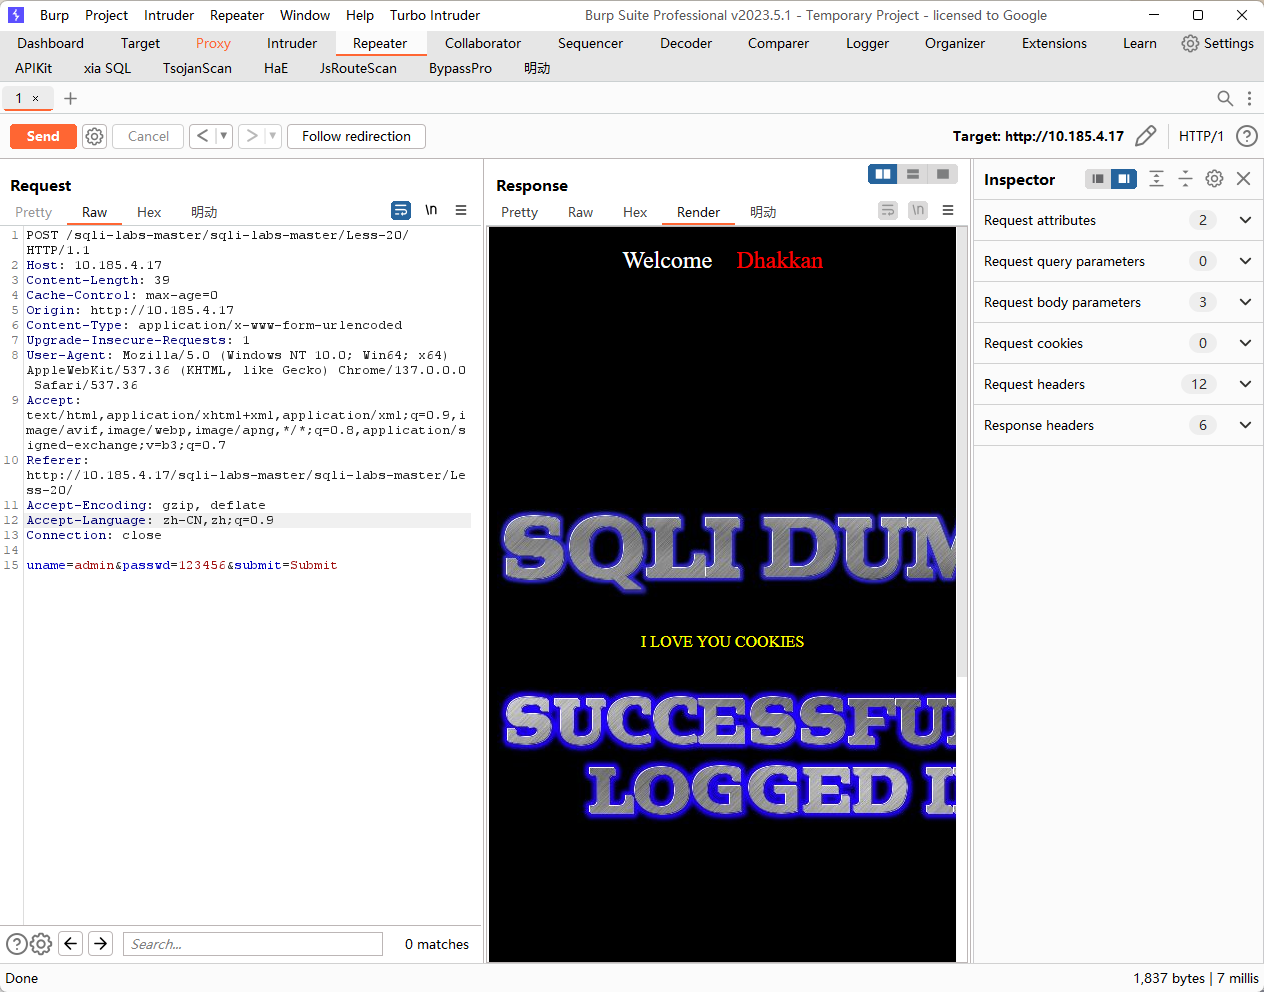 Burp Project Intruder Repeater Window Help Turbo Intruder Burp Suite Professional v2023.5.1 - Temporary Project - licensed to Google
Dashboard Target Proxy Intruder Repeater Collaborator Sequencer Decoder Comparer Logger Organizer Extensions Learn Settings
APIKit xia SQL TsojanScan HaE JsRouteScan BypassPro 明动
1 × +
Send Cancel < > Follow redirection Target: http://10.185.4.17 HTTP/1 ?
Request
Pretty Raw Hex 明动 \n
1 POST /sqli-labs-master/sqli-labs-master/Less-20/
HTTP/1.1
2 Host: 10.185.4.17
3 Content-Length: 39
4 Cache-Control: max-age=0
5 Origin: http://10.185.4.17
6 Content-Type: application/x-www-form-urlencoded
7 Upgrade-Insecure-Requests: 1
8 User-Agent: Mozilla/5.0 (Windows NT 10.0; Win64; x64)
AppleWebKit/537.36 (KHTML, like Gecko) Chrome/137.0.0.0
Safari/537.36
9 Accept:
text/html,application/xhtml+xml,application/xml;q=0.9,i
mage/avif,image/webp,image/apng,*/*;q=0.8,application/s
igned-exchange;v=b3;q=0.7
10 Referer:
http://10.185.4.17/sqli-labs-master/sqli-labs-master/Le
ss-20/
11 Accept-Encoding: gzip, deflate
12 Accept-Language: zh-CN,zh;q=0.9
13 Connection: close
14
15 uname=admin&passwd=123456&submit=Submit
Search...
0 matches
Response
Pretty Raw Hex Render 明动 \n
Welcome Dhakkan
SQLI DUM
I LOVE YOU COOKIES
SUCCESSFU
LOGGED I
Inspector
Request attributes 2
Request query parameters 0
Request body parameters 3
Request cookies 0
Request headers 12
Response headers 6
Done
1,837 bytes | 7 millis